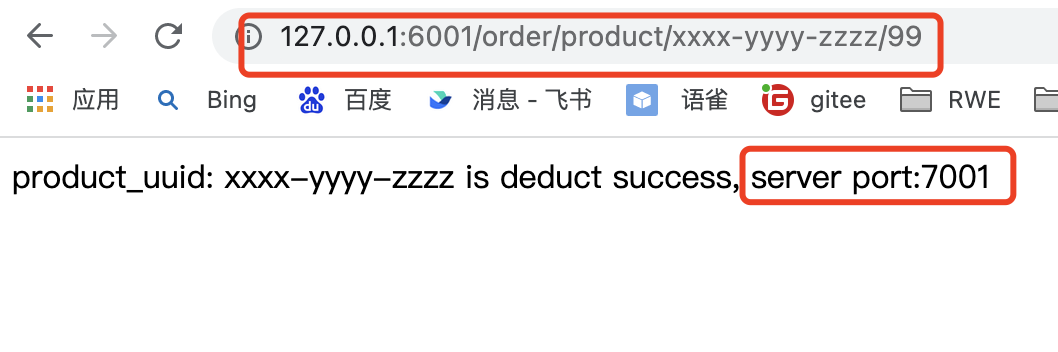 127.0.0.1:6001/order/product/xxxx-yyyy-zzzz/99
应用 Bing du 百度 消息 - 飞书 语雀 G gitee RWE
product_uuid: xxxx-yyyy-zzzz is deduct success, server port:7001